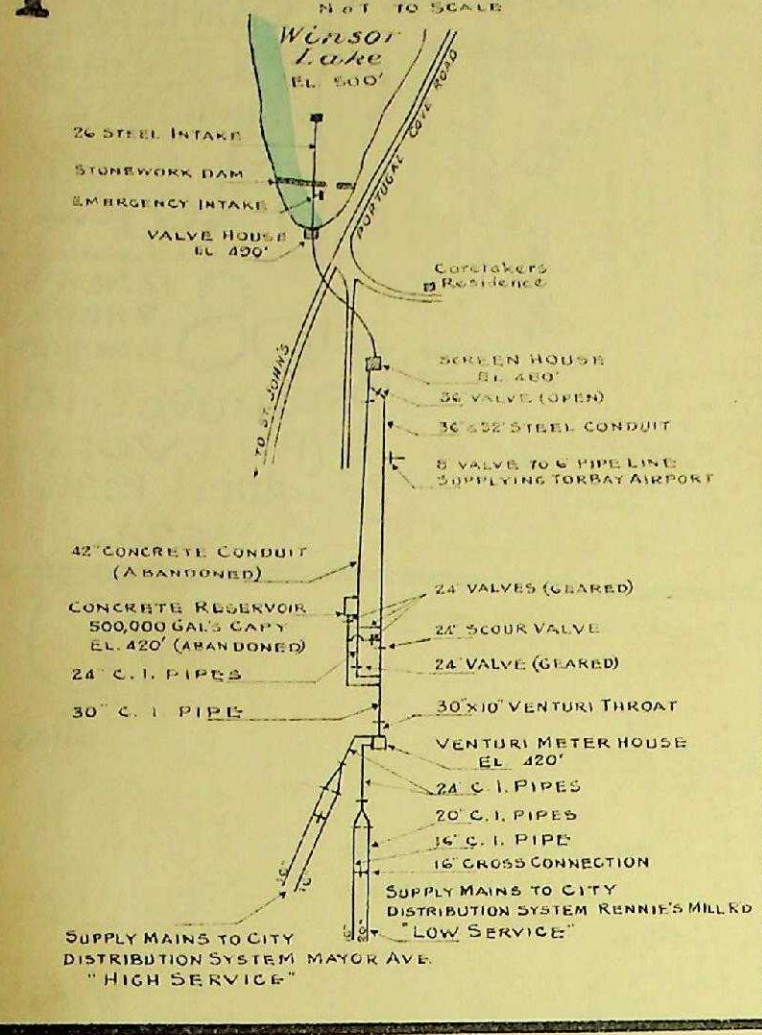 NOT TO SCALE
Winsor
Lake
EL. 500'
PORTUGAL COVE ROAD
26 STEEL INTAKE
STONEWORK DAM
EMERGENCY INTAKE
VALVE HOUSE
EL 490'
Caretakers
Residence
TO ST. JOHN'S
SCREEN HOUSE
EL. 480'
36 VALVE (OPEN)
36" & 32" STEEL CONDUIT
8" VALVE TO 6" PIPE LINE
SUPPLYING TORBAY AIRPORT
42" CONCRETE CONDUIT
(ABANDONED)
24" VALVES (GEARED)
CONCRETE RESERVOIR
500,000 GAL'S CAPY
EL. 420' (ABANDONED)
24" SCOUR VALVE
24" C. I. PIPES
24" VALVE (GEARED)
30" C. I. PIPE
30"x10" VENTURI THROAT
VENTURI METER HOUSE
EL. 420'
24" C. I. PIPES
20" C. I. PIPES
16" C. I. PIPE
16" CROSS CONNECTION
16"
16"
16"
20"
SUPPLY MAINS TO CITY
DISTRIBUTION SYSTEM RENNIE'S MILL RD
"LOW SERVICE"
SUPPLY MAINS TO CITY
DISTRIBUTION SYSTEM MAYOR AVE.
"HIGH SERVICE"